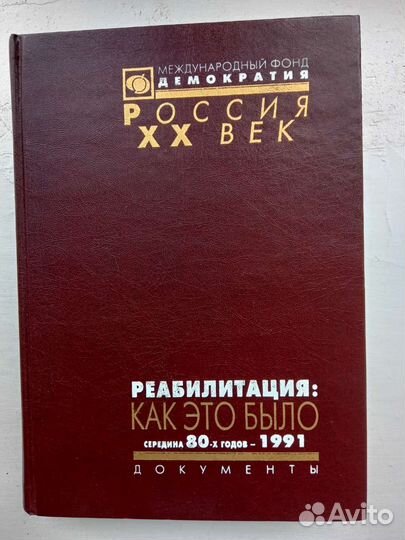 МЕЖДУНАРОДНЫЙ ФОНД
ДЕМОКРАТИЯ
РОССИЯ
XX ВЕК
РЕАБИЛИТАЦИЯ:
КАК ЭТО БЫЛО
СЕРЕДИНА 80-Х ГОДОВ – 1991
ДОКУМЕНТЫ
Avito